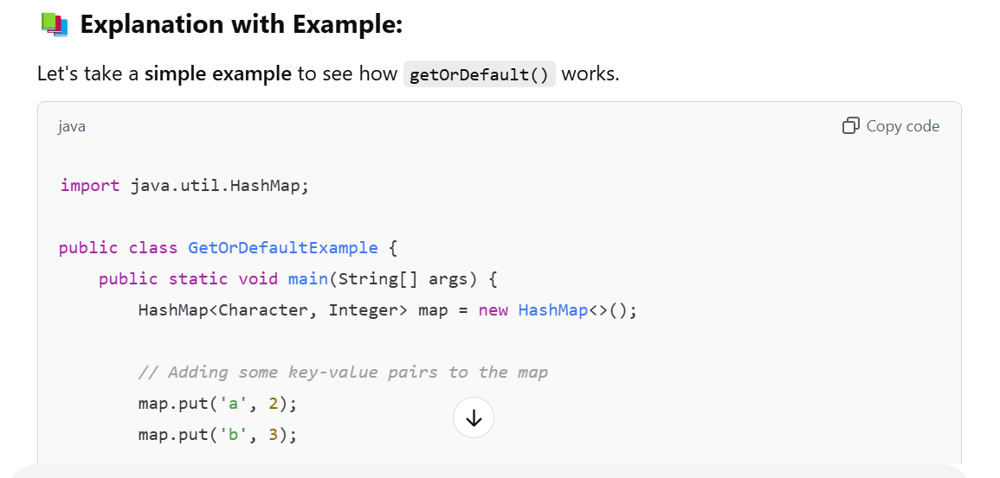 Explanation with Example:
Let's take a simple example to see how getOrDefault() works.
java
Copy code
import java.util.HashMap;
public class GetOrDefaultExample {
public static void main(String[] args) {
HashMap<Character, Integer> map = new HashMap<>();
// Adding some key-value pairs to the map
map.put('a', 2);
map.put('b', 3);